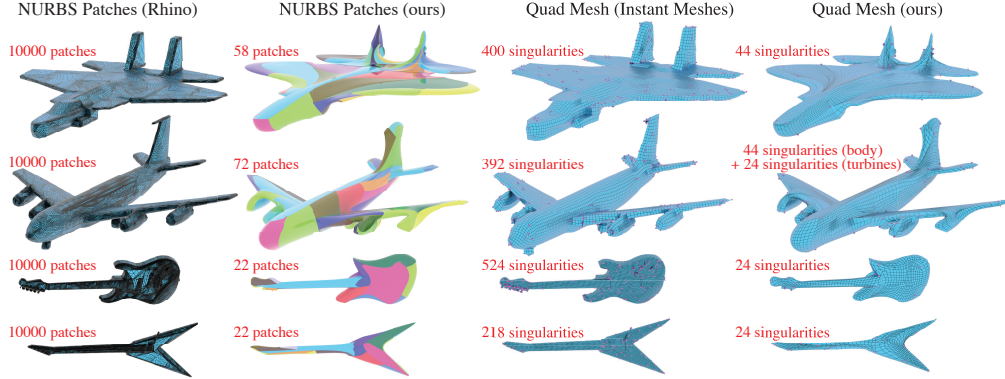 NURBS Patches (Rhino) NURBS Patches (ours) Quad Mesh (Instant Meshes) Quad Mesh (ours)
10000 patches 58 patches 400 singularities 44 singularities
10000 patches 72 patches 392 singularities 44 singularities (body)
+ 24 singularities (turbines)
10000 patches 22 patches 524 singularities 24 singularities
10000 patches 22 patches 218 singularities 24 singularities